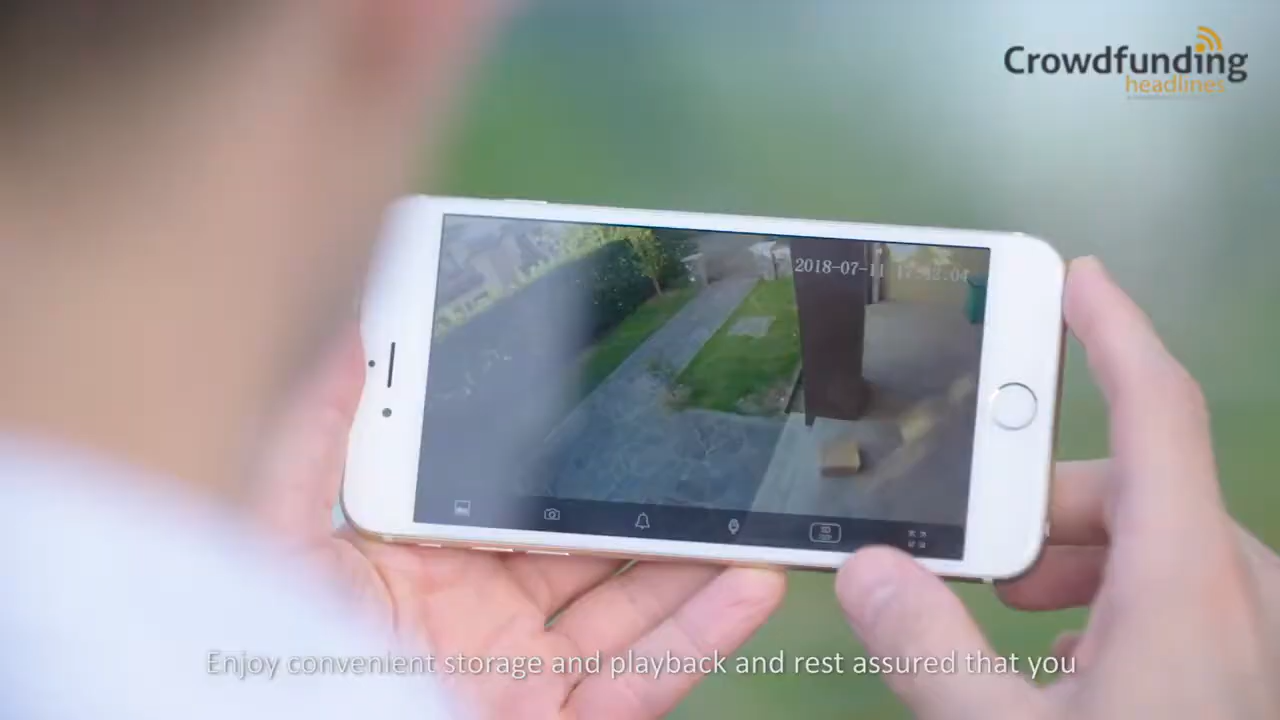 Crowdfunding
headlines
2018-07-11
Enjoy convenient storage and playback and rest assured that you